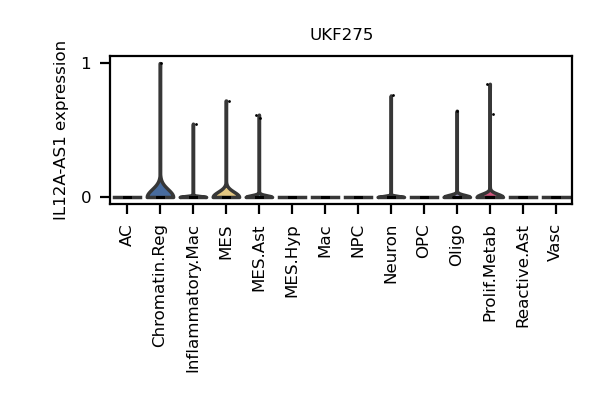 UKF275
IL12A-AS1 expression
1
0
AC
Chromatin.Reg
Inflammatory.Mac
MES
MES.Ast
MES.Hyp
Mac
NPC
Neuron
OPC
Oligo
Prolif.Metab
Reactive.Ast
Vasc